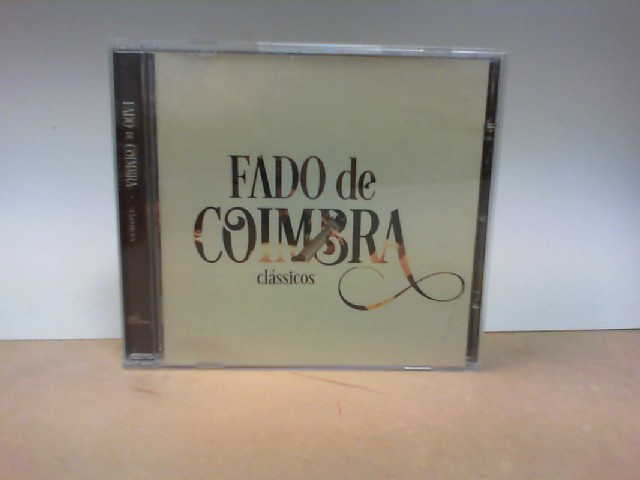 FADO de
COIMBRA
clássicos
FADO DE COIMBRA • clássicos